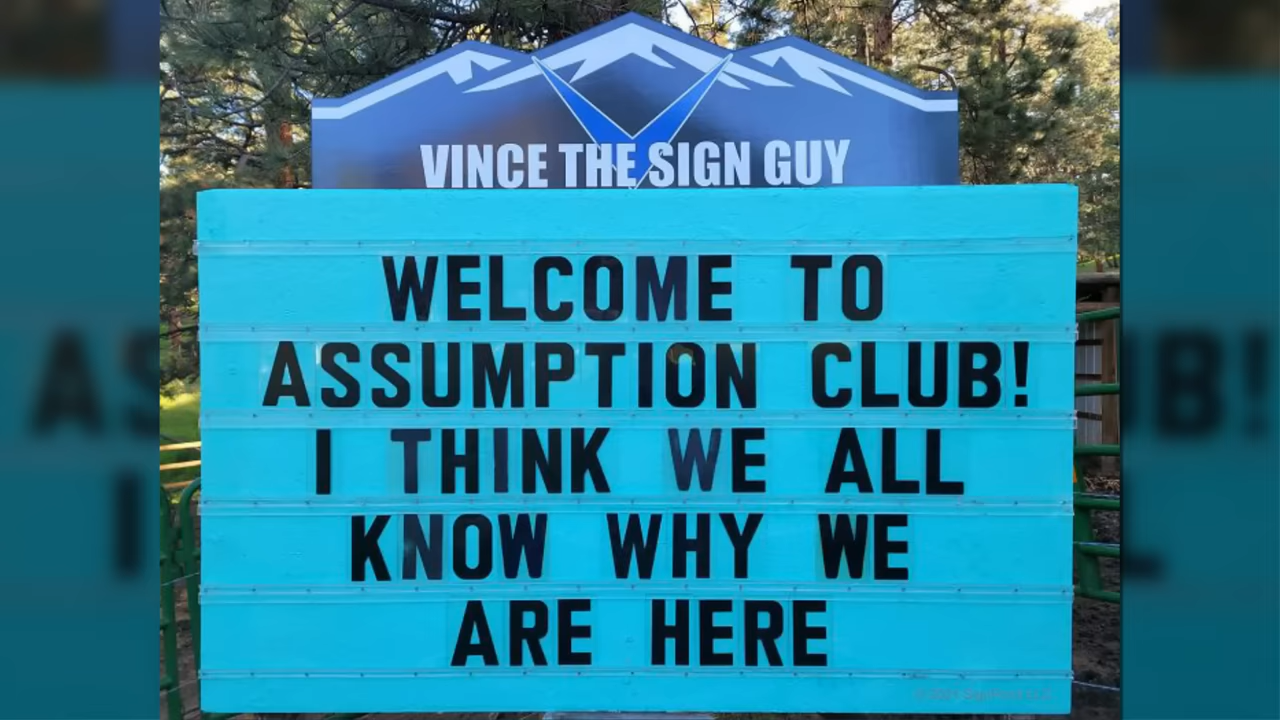 VINCE THE SIGN GUY
WELCOME TO
ASSUMPTION CLUB!
I THINK WE ALL
KNOW WHY WE
ARE HERE